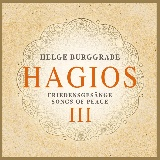 HELGE BURGGRABE
HAGIOS
FRIEDENSGESÄNGE
SONGS OF PEACE
III